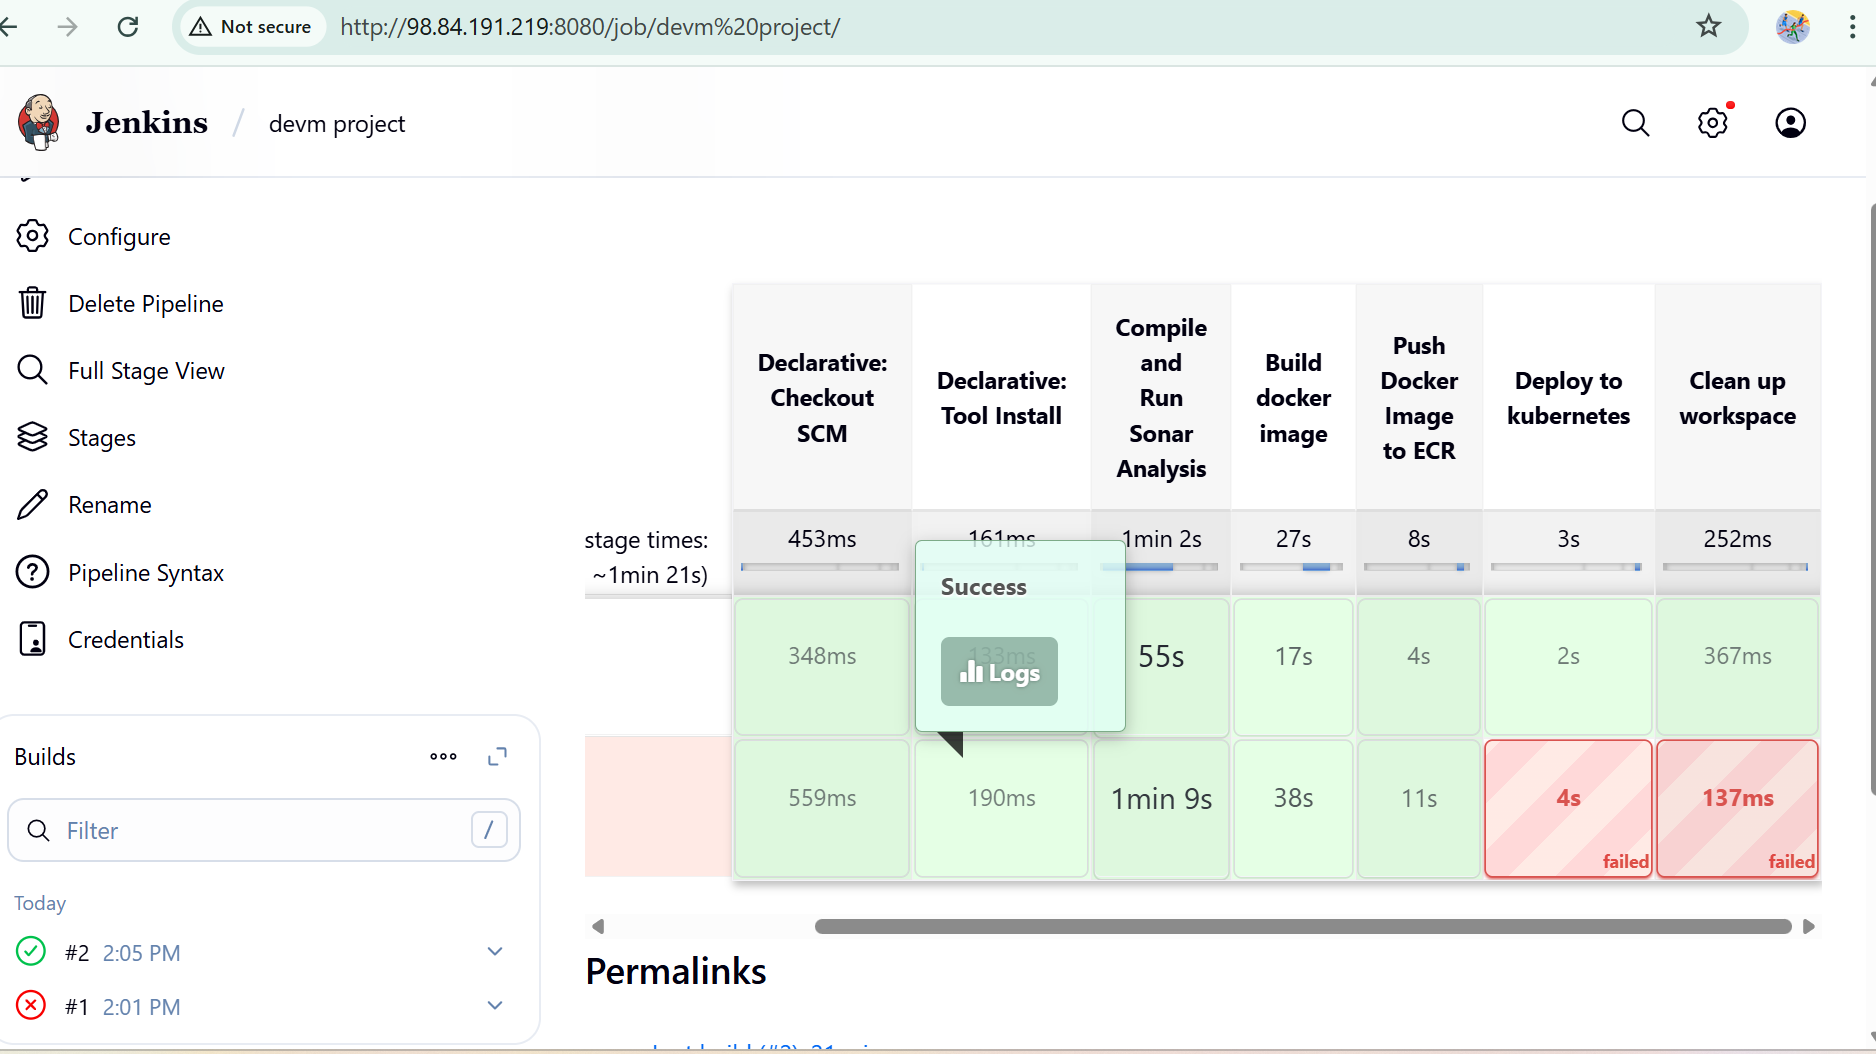 Not secure
http://98.84.191.219:8080/job/devm%20project/
Jenkins / devm project
Configure
Delete Pipeline
Full Stage View
Stages
Rename
Pipeline Syntax
Credentials
Builds
Filter
/
Today
#2 2:05 PM
#1 2:01 PM
Declarative:
Checkout
SCM
Declarative:
Tool Install
Compile
and
Run
Sonar
Analysis
Build
docker
image
Push
Docker
Image
to ECR
Deploy to
kubernetes
Clean up
workspace
stage times:
~1min 21s)
453ms 161ms 1min 2s 27s 8s 3s 252ms
Success
Logs
348ms 133ms 55s 17s 4s 2s 367ms
559ms 190ms 1min 9s 38s 11s 4s 137ms
failed failed
Permalinks